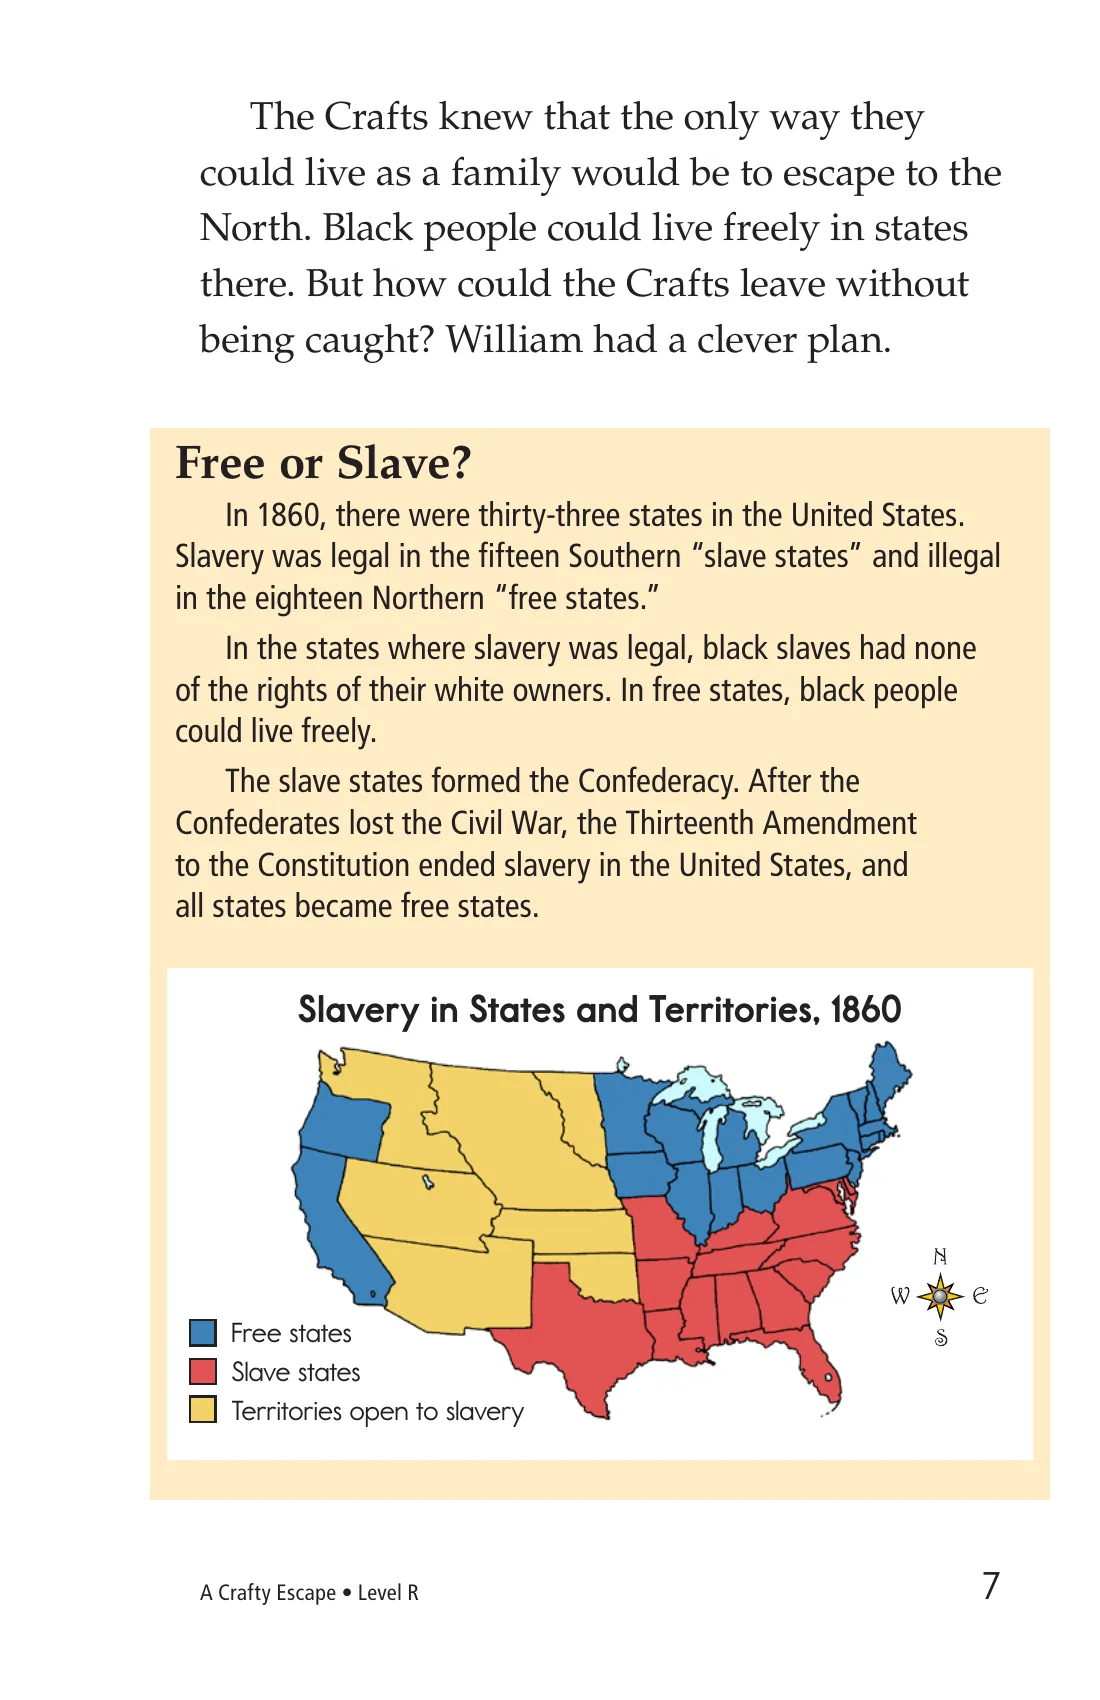 The Crafts knew that the only way they
could live as a family would be to escape to the
North. Black people could live freely in states
there. But how could the Crafts leave without
being caught? William had a clever plan.
Free or Slave?
In 1860, there were thirty-three states in the United States.
Slavery was legal in the fifteen Southern “slave states” and illegal
in the eighteen Northern “free states.”
In the states where slavery was legal, black slaves had none
of the rights of their white owners. In free states, black people
could live freely.
The slave states formed the Confederacy. After the
Confederates lost the Civil War, the Thirteenth Amendment
to the Constitution ended slavery in the United States, and
all states became free states.
Slavery in States and Territories, 1860
N
W E
S
Free states
Slave states
Territories open to slavery
A Crafty Escape • Level R
7